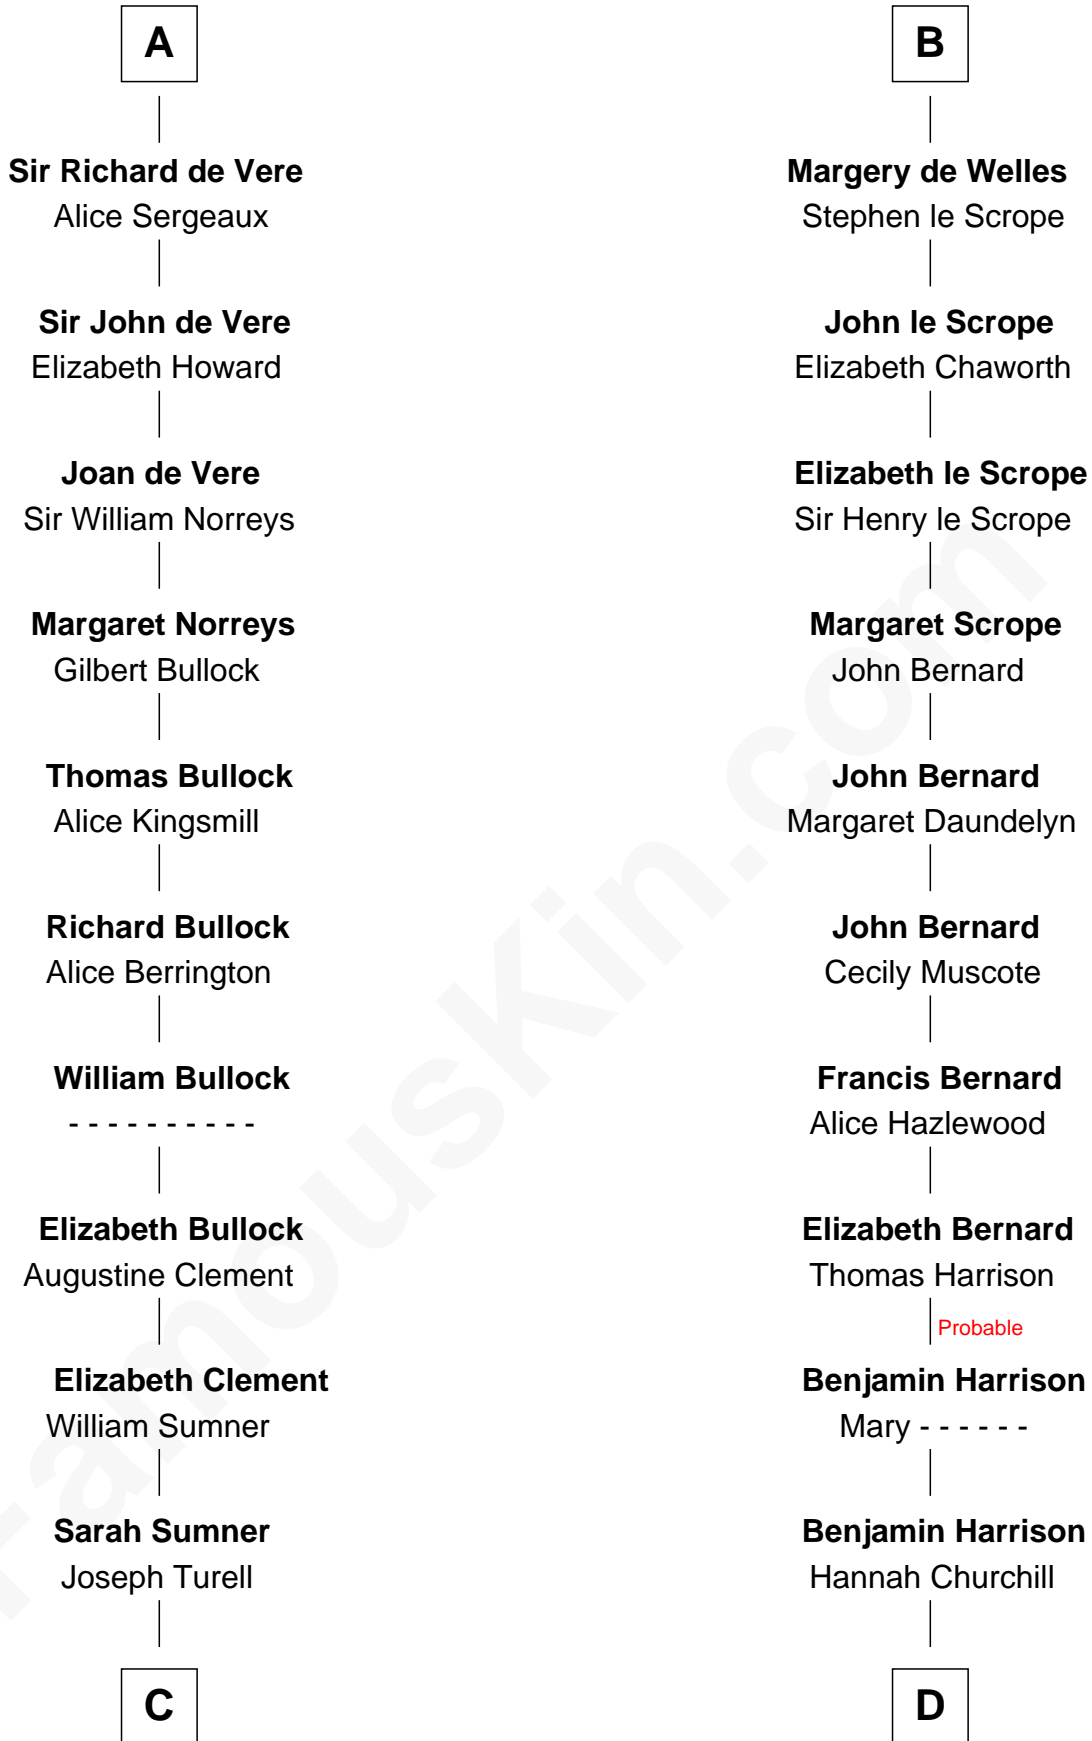 A
Sir Richard de Vere
Alice Sergeaux
Sir John de Vere
Elizabeth Howard
Joan de Vere
Sir William Norreys
Margaret Norreys
Gilbert Bullock
Thomas Bullock
Alice Kingsmill
Richard Bullock
Alice Berrington
William Bullock
- - - - - - - - - -
Elizabeth Bullock
Augustine Clement
Elizabeth Clement
William Sumner
Sarah Sumner
Joseph Turell
C
B
Margery de Welles
Stephen le Scrope
John le Scrope
Elizabeth Chaworth
Elizabeth le Scrope
Sir Henry le Scrope
Margaret Scrope
John Bernard
John Bernard
Margaret Daundelyn
John Bernard
Cecily Muscote
Francis Bernard
Alice Hazlewood
Elizabeth Bernard
Thomas Harrison
Probable
Benjamin Harrison
Mary - - - - - -
Benjamin Harrison
Hannah Churchill
D
FamousKin.com